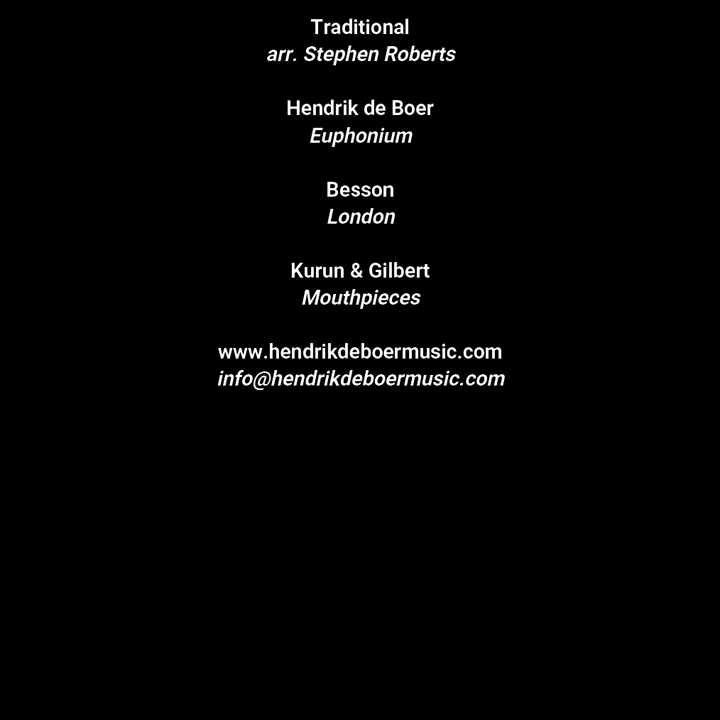 Traditional
arr. Stephen Roberts
Hendrik de Boer
Euphonium
Besson
London
Kurun & Gilbert
Mouthpieces
www.hendrikdeboermusic.com
info@hendrikdeboermusic.com